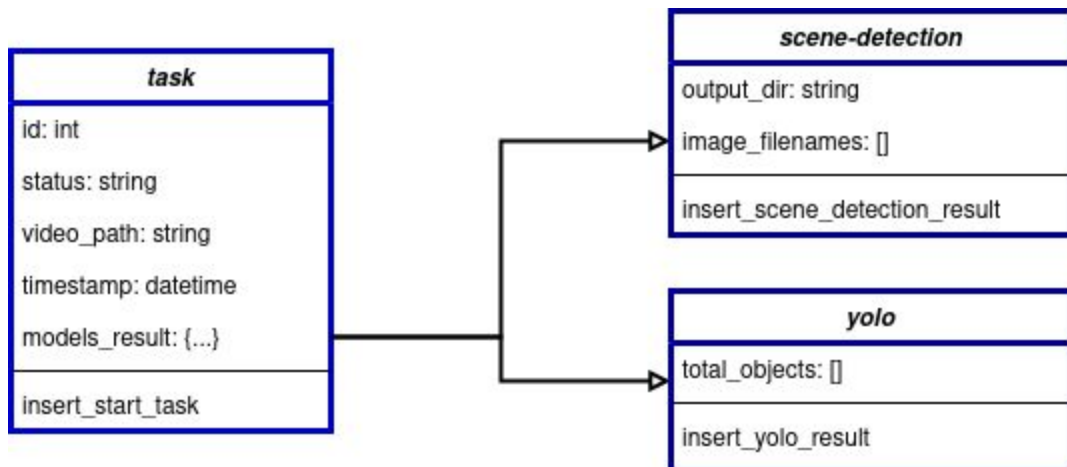 task
id: int
status: string
video_path: string
timestamp: datetime
models_result: {...}
insert_start_task
scene-detection
output_dir: string
image_filenames: []
insert_scene_detection_result
yolo
total_objects: []
insert_yolo_result